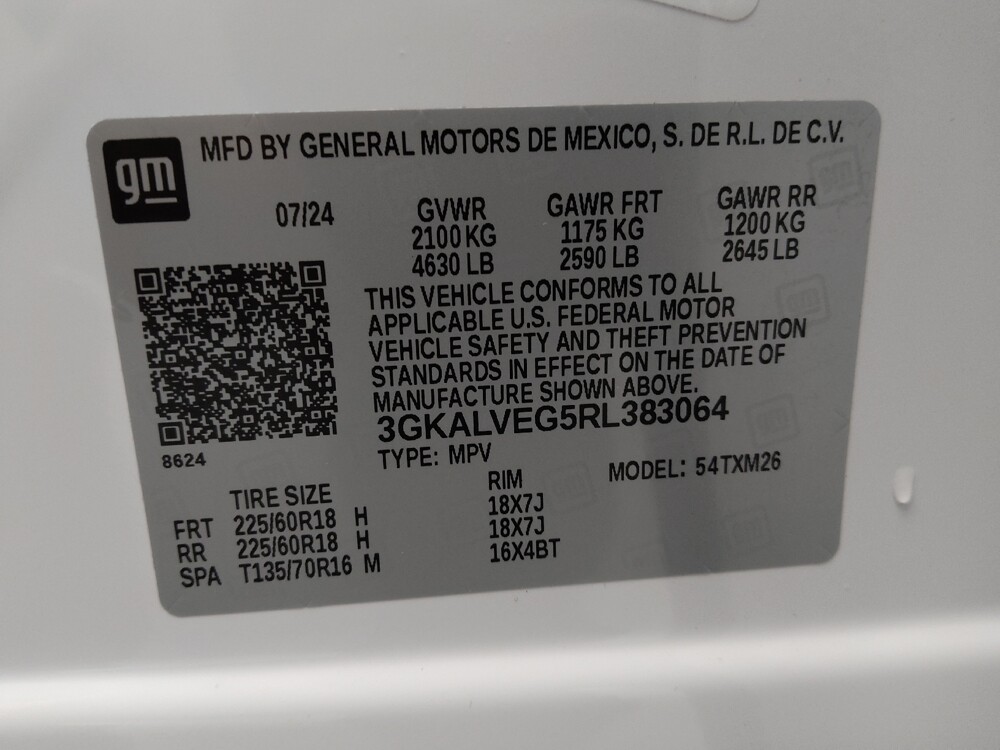 gm
MFD BY GENERAL MOTORS DE MEXICO, S. DE R.L. DE C.V.
07/24
GVWR
2100 KG
4630 LB
GAWR FRT
1175 KG
2590 LB
GAWR RR
1200 KG
2645 LB
THIS VEHICLE CONFORMS TO ALL
APPLICABLE U.S. FEDERAL MOTOR
VEHICLE SAFETY AND THEFT PREVENTION
STANDARDS IN EFFECT ON THE DATE OF
MANUFACTURE SHOWN ABOVE.
3GKALVEG5RL383064
8624
TYPE: MPV
MODEL: 54TXM26
TIRE SIZE RIM
FRT 225/60R18 H 18X7J
RR 225/60R18 H 18X7J
SPA T135/70R16 M 16X4BT